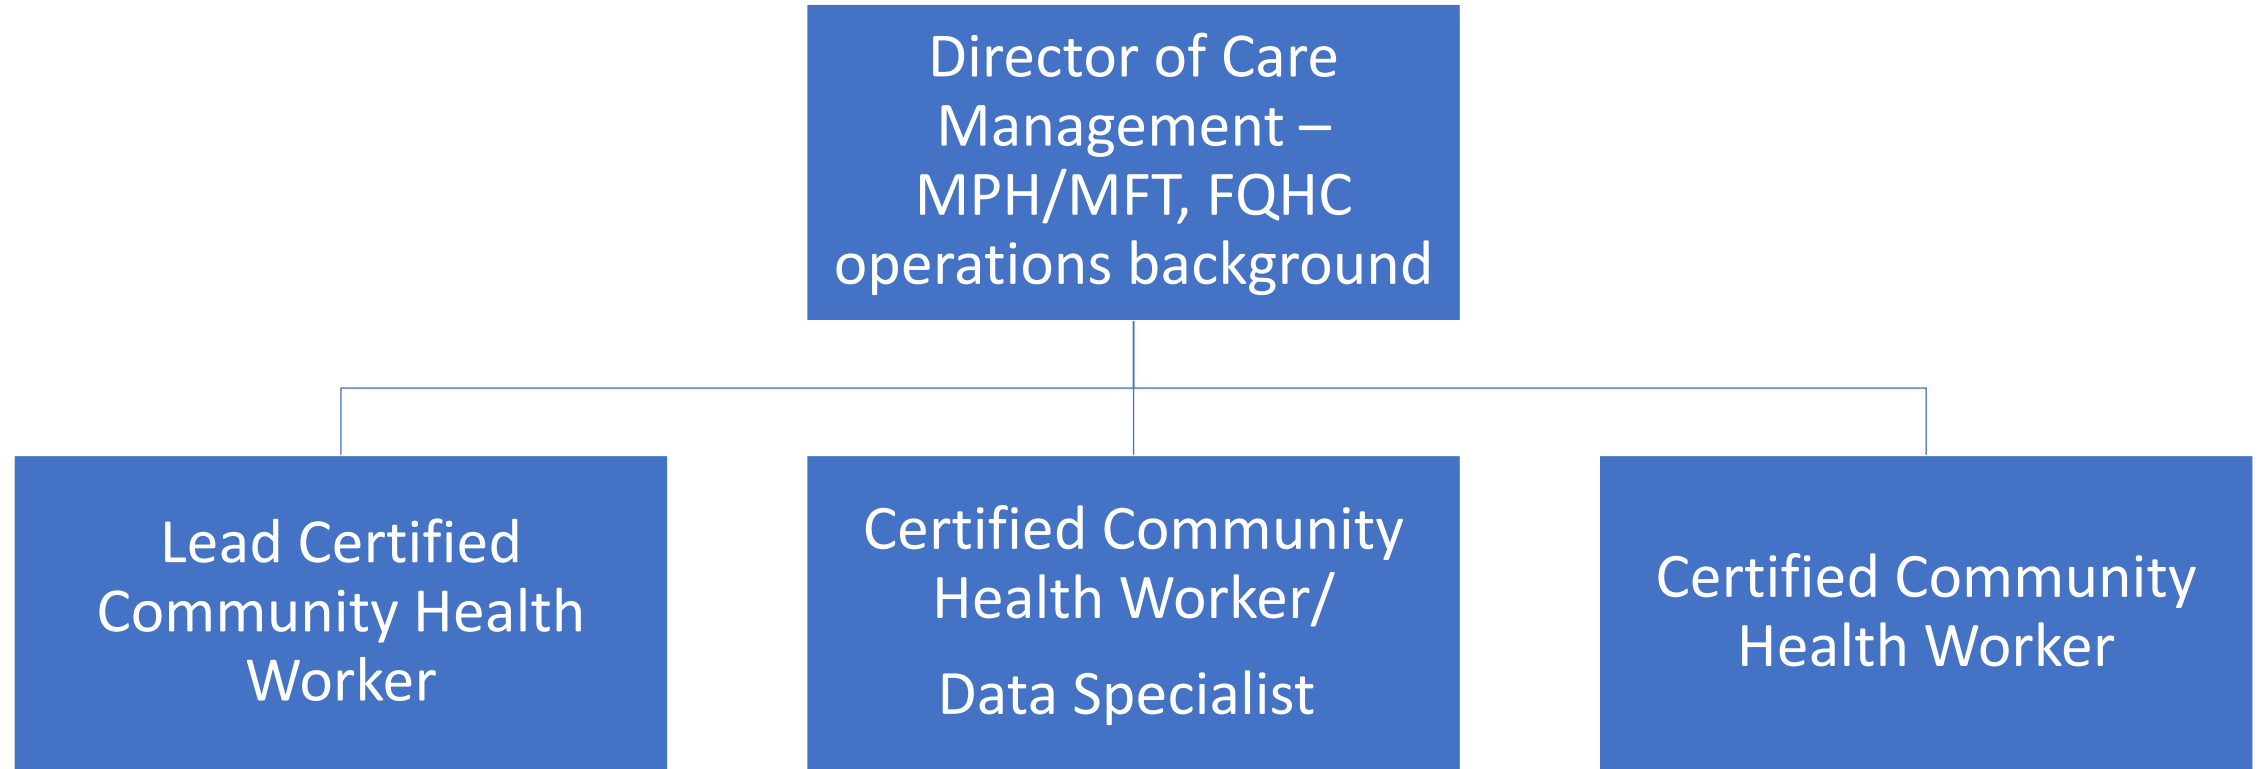 Director of Care
Management –
MPH/MFT, FQHC
operations background
Lead Certified
Community Health
Worker
Certified Community
Health Worker/
Data Specialist
Certified Community
Health Worker